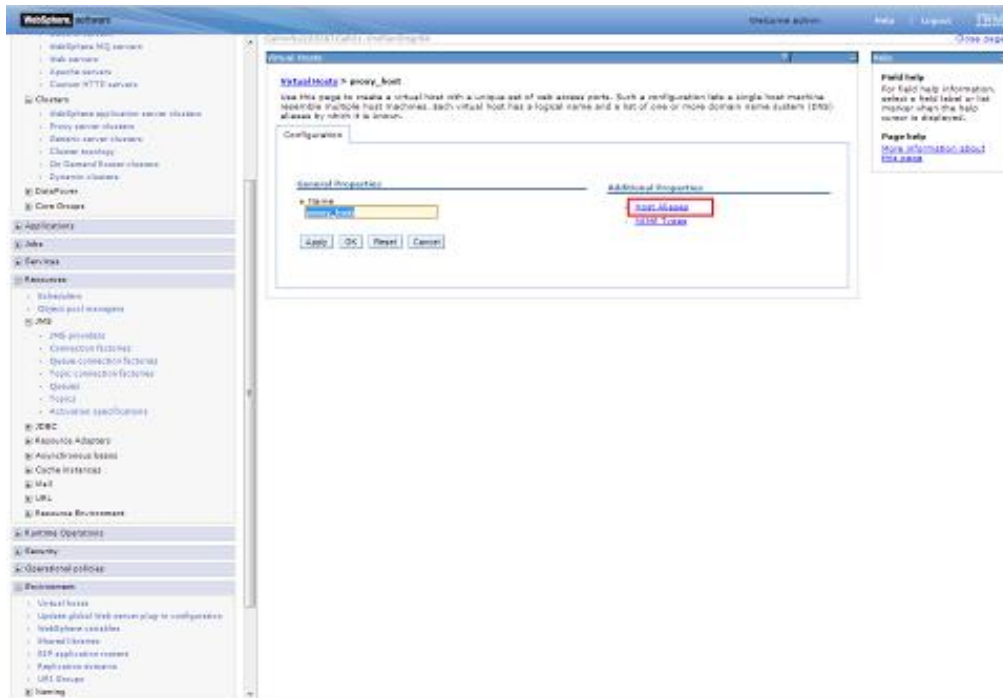 WebSphere. software
Welcome admin
Help
Logout
IBM
Close page
WebSphere MQ servers
Web servers
Apache servers
Custom HTTP servers
Clusters
WebSphere application server clusters
Proxy server clusters
Generic server clusters
Cluster topology
On Demand Router clusters
Dynamic clusters
DataPower
Core Groups
Applications
Jobs
Services
Resources
Schedulers
Object pool managers
JMS
JMS providers
Connection factories
Queue connection factories
Topic connection factories
Queues
Topics
Activation specifications
JDBC
Resource Adapters
Asynchronous beans
Cache instances
Mail
URL
Resource Environment
Runtime Operations
Security
Operational policies
Environment
Virtual hosts
Update global Web server plug-in configuration
WebSphere variables
Shared libraries
SIP application routers
Replication domains
URI Groups
Naming
Virtual Hosts
Virtual Hosts > proxy_host
Use this page to create a virtual host with a unique set of web access ports. Such a configuration lets a single host machine
resemble multiple host machines. Each virtual host has a logical name and a list of one or more domain name system (DNS)
aliases by which it is known.
Configuration
General Properties
* Name
proxy_host
Apply OK Reset Cancel
Additional Properties
Host Aliases
MIME Types
Help
Field help
For field help information,
select a field label or list
marker when the help
cursor is displayed.
Page help
More information about
this page